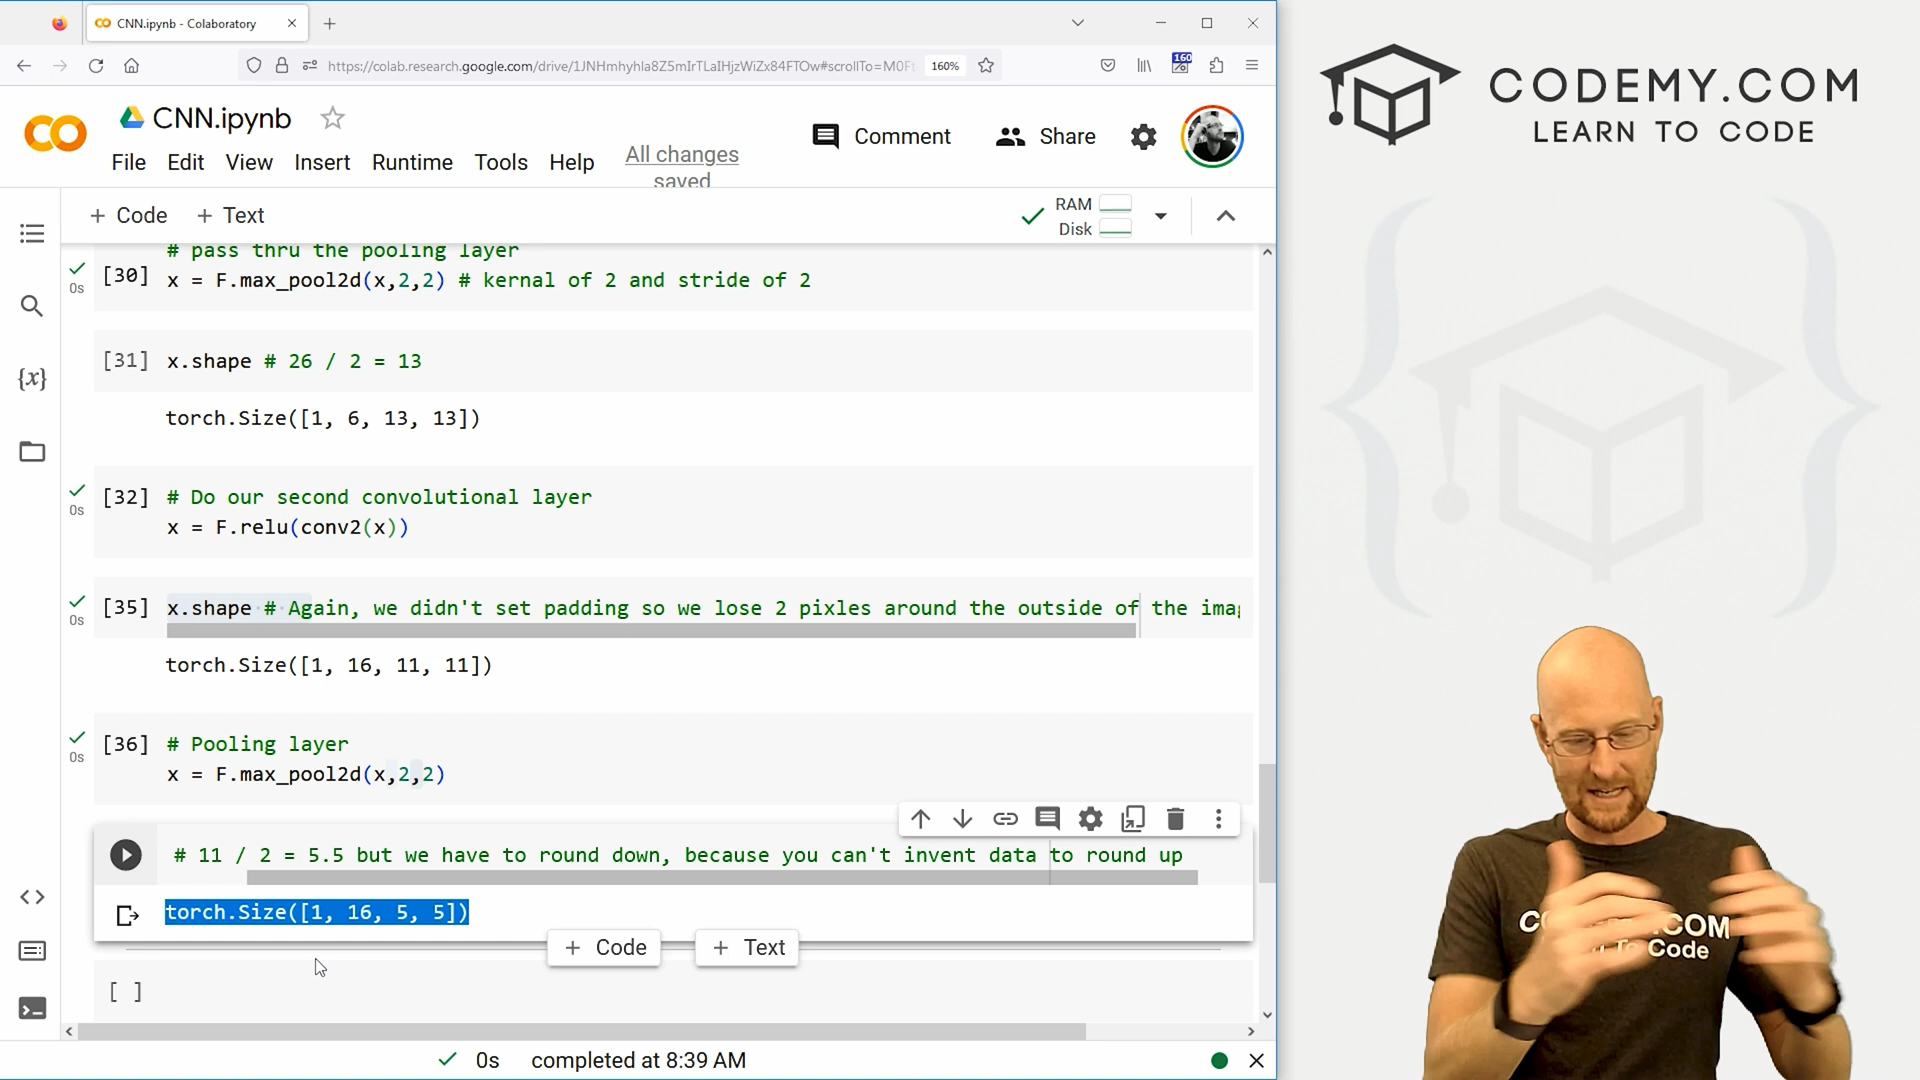 CNN.ipynb - Colaboratory
https://colab.research.google.com/drive/1JNHmhyhla8Z5mIrTLaIHjzWiZx84FTOw#scrollTo=M0F
160%
160
CNN.ipynb
File Edit View Insert Runtime Tools Help
All changes
saved
Comment
Share
+ Code + Text
RAM
Disk
# pass thru the pooling layer
[30] x = F.max_pool2d(x,2,2) # kernal of 2 and stride of 2
0s
[31] x.shape # 26 / 2 = 13
torch.Size([1, 6, 13, 13])
[32] # Do our second convolutional layer
0s
x = F.relu(conv2(x))
[35] x.shape # Again, we didn't set padding so we lose 2 pixles around the outside of the imag
0s
torch.Size([1, 16, 11, 11])
[36] # Pooling layer
0s
x = F.max_pool2d(x,2,2)
# 11 / 2 = 5.5 but we have to round down, because you can't invent data to round up
torch.Size([1, 16, 5, 5])
+ Code
+ Text
[ ]
0s completed at 8:39 AM
CODEMY.COM
LEARN TO CODE
Code